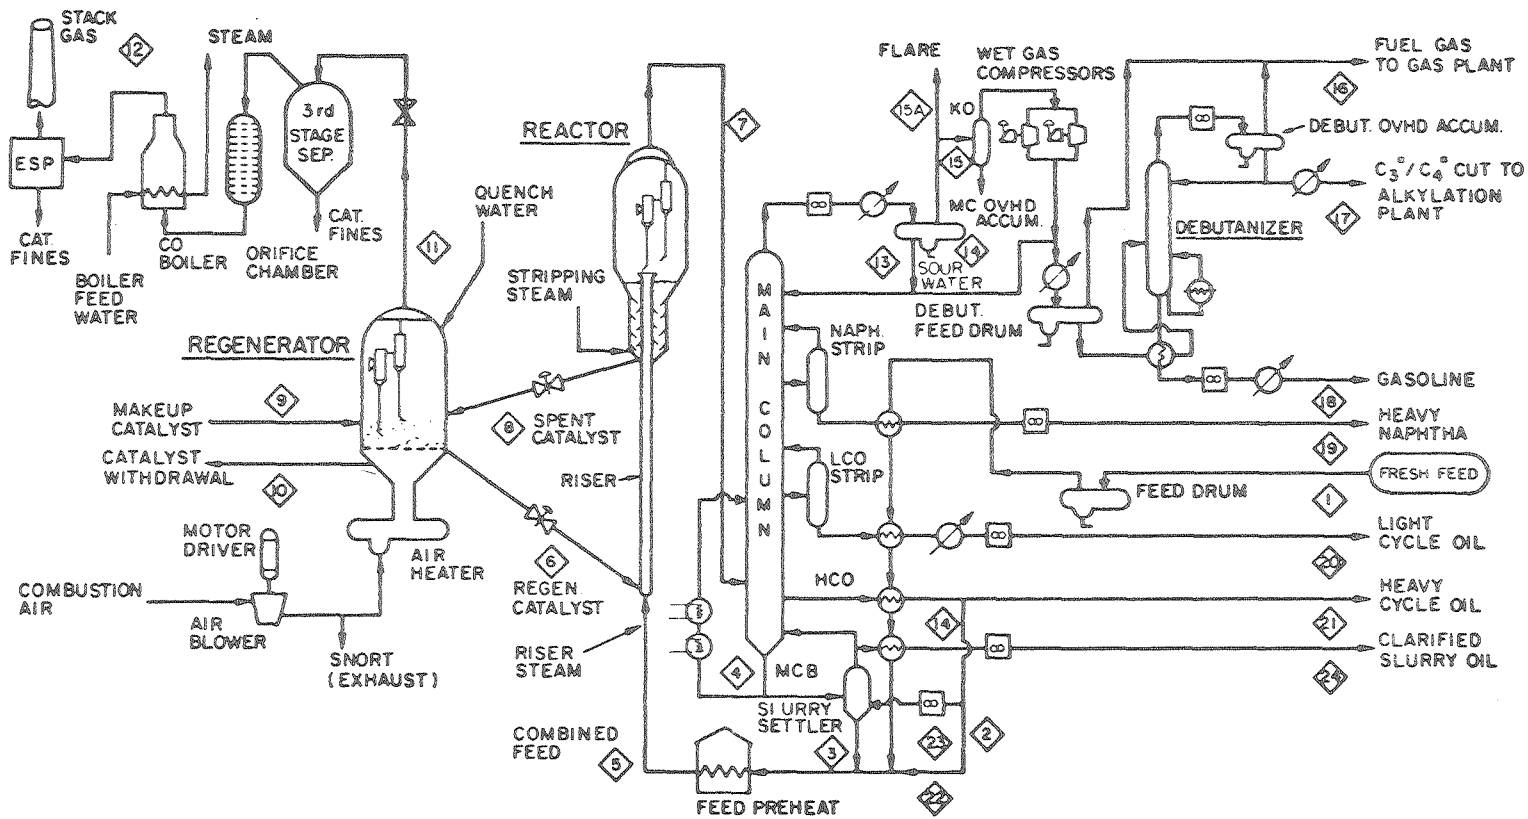 STACK
GAS
12
STEAM
3rd
STAGE
SEP.
ESP
CAT.
FINES
CO
BOILER
BOILER
FEED
WATER
ORIFICE
CHAMBER
CAT.
FINES
11
QUENCH
WATER
REACTOR
7
STRIPPING
STEAM
REGENERATOR
9
MAKEUP
CATALYST
CATALYST
WITHDRAWAL
10
8
SPENT
CATALYST
RISER
MOTOR
DRIVER
AIR
HEATER
6
REGEN
CATALYST
COMBUSTION
AIR
AIR
BLOWER
SNORT
(EXHAUST)
RISER
STEAM
COMBINED
FEED
5
FEED PREHEAT
FLARE
WET GAS
COMPRESSORS
15A
KO
15
MC OVHD
ACCUM.
13
14
SOUR
WATER
DEBUT.
FEED DRUM
MAIN COLUMN
NAPH.
STRIP
LCO
STRIP
HCO
4
MCB
SLURRY
SETTLER
3
14
23
2
22
FUEL GAS
TO GAS PLANT
16
DEBUT. OVHD ACCUM.
C3=/C4= CUT TO
ALKYLATION
PLANT
17
DEBUTANIZER
GASOLINE
18
HEAVY
NAPHTHA
19
FRESH FEED
FEED DRUM
1
LIGHT
CYCLE OIL
20
HEAVY
CYCLE OIL
21
CLARIFIED
SLURRY OIL
24